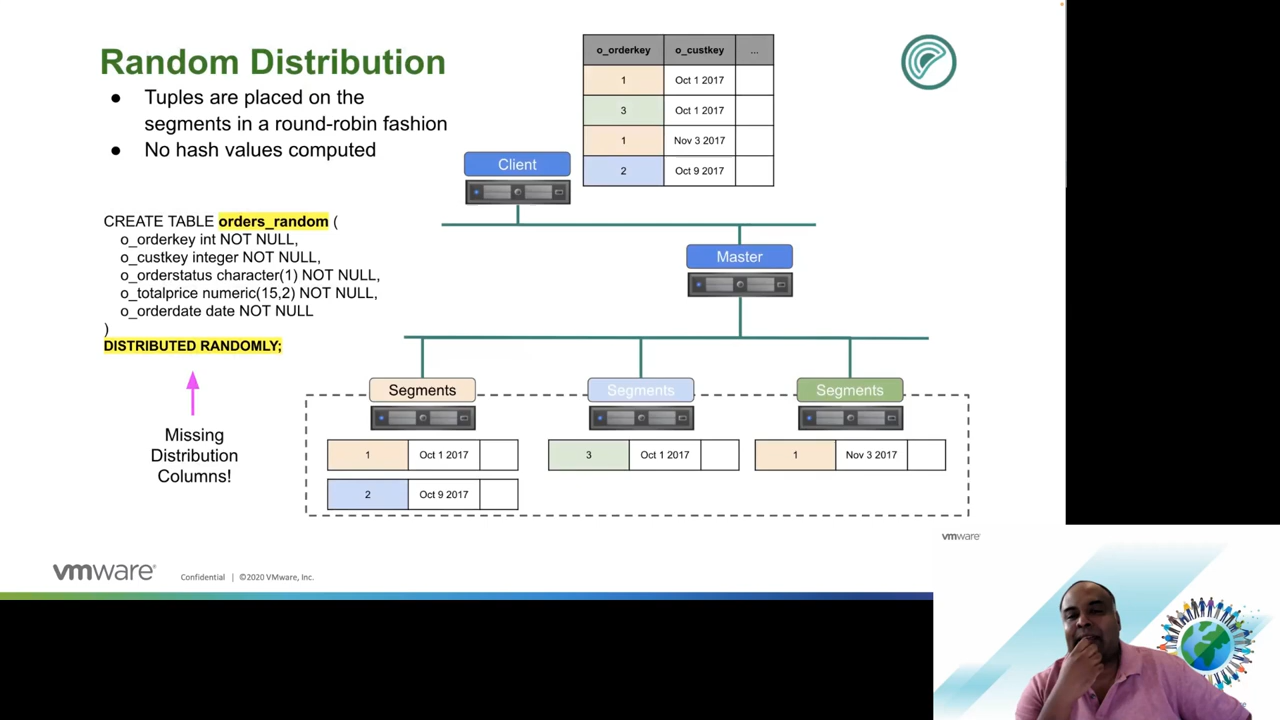 Random Distribution
● Tuples are placed on the
segments in a round-robin fashion
● No hash values computed
o_orderkey o_custkey ...
1 Oct 1 2017
3 Oct 1 2017
1 Nov 3 2017
2 Oct 9 2017
Client
Master
CREATE TABLE orders_random (
o_orderkey int NOT NULL,
o_custkey integer NOT NULL,
o_orderstatus character(1) NOT NULL,
o_totalprice numeric(15,2) NOT NULL,
o_orderdate date NOT NULL
)
DISTRIBUTED RANDOMLY;
Missing
Distribution
Columns!
Segments Segments Segments
1 Oct 1 2017 3 Oct 1 2017 1 Nov 3 2017
2 Oct 9 2017
vmware® Confidential | ©2020 VMware, Inc.
vmware®